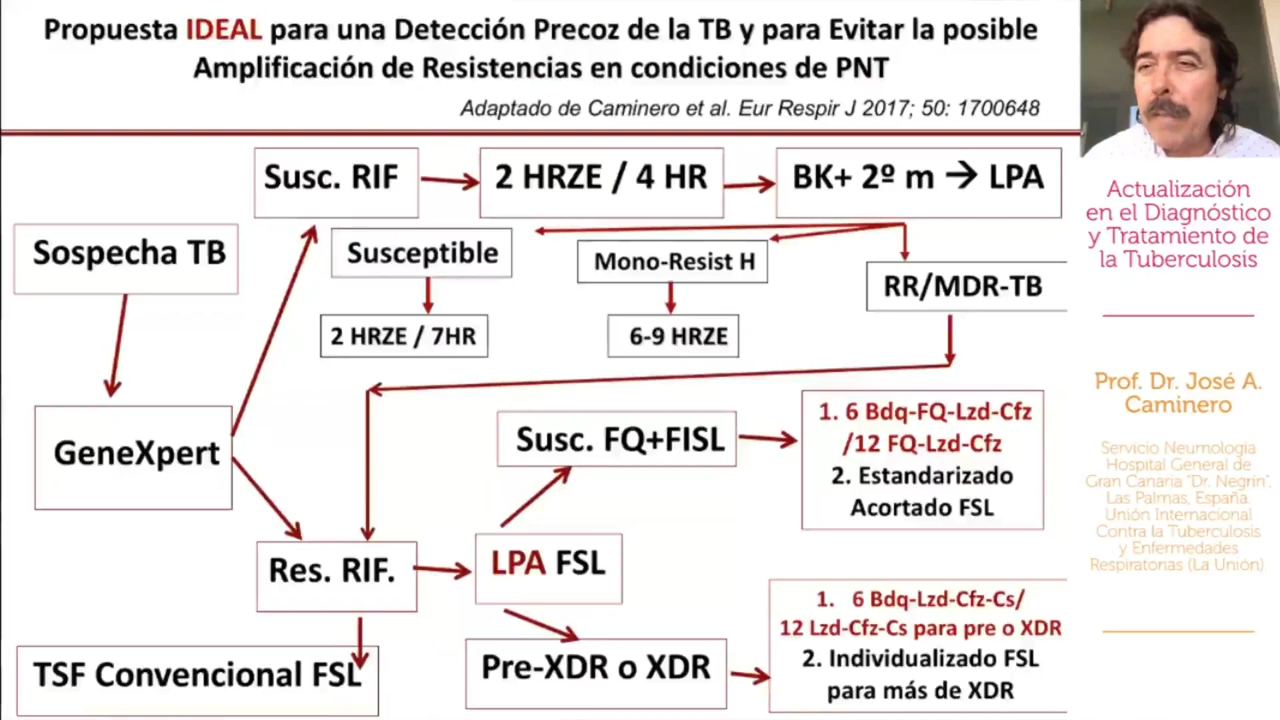 Propuesta IDEAL para una Detección Precoz de la TB y para Evitar la posible
Amplificación de Resistencias en condiciones de PNT
Adaptado de Caminero et al. Eur Respir J 2017; 50: 1700648
Susc. RIF
2 HRZE / 4 HR
BK+ 2º m → LPA
Sospecha TB
Susceptible
Mono-Resist H
RR/MDR-TB
2 HRZE / 7HR
6-9 HRZE
GeneXpert
Susc. FQ+FISL
1. 6 Bdq-FQ-Lzd-Cfz
/12 FQ-Lzd-Cfz
2. Estandarizado
Acortado FSL
Res. RIF.
LPA FSL
TSF Convencional FSL
Pre-XDR o XDR
1. 6 Bdq-Lzd-Cfz-Cs/
12 Lzd-Cfz-Cs para pre o XDR
2. Individualizado FSL
para más de XDR
Actualización
en el Diagnóstico
y Tratamiento de
la Tuberculosis
Prof. Dr. José A.
Caminero
Servicio Neumologia
Hospital General de
Gran Canaria "Dr. Negrin".
Las Palmas, España.
Unión Internacional
Contra la Tuberculosis
y Enfermedades
Respiratorias (La Unión)